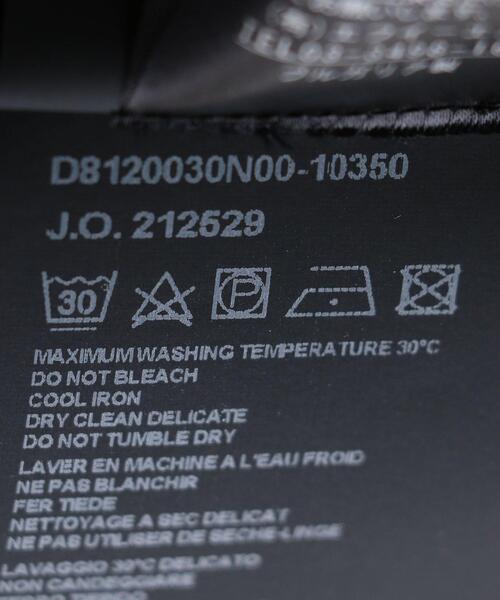 D8120030N00-10350
J.O. 212529
30 P
MAXIMUM WASHING TEMPERATURE 30°C
DO NOT BLEACH
COOL IRON
DRY CLEAN DELICATE
DO NOT TUMBLE DRY
LAVER EN MACHINE A L'EAU FROID
NE PAS BLANCHIR
FER TIEDE
NETTOYAGE A SEC DELICAT
NE PAS UTILISER DE SECHE-LINGE
LAVAGGIO 30°C DELICATO
NON CANDEGGIARE